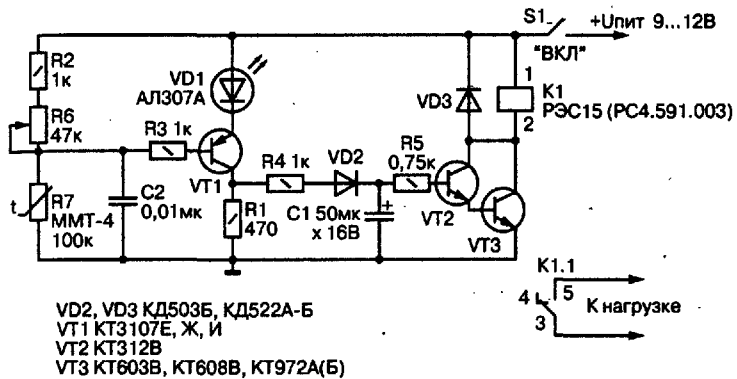 S1
+Uпит 9...12В
"ВКЛ"
R2
1к
VD1
АЛ307А
R6
47к
R3 1к
VD3
1
K1
РЭС15 (РС4.591.003)
2
R4 1к
VD2
R5
0,75к
VT1
t
R7
ММТ-4
100к
C2
0,01мк
R1
470
C1 50мк
х 16В
+
VT2
VT3
K1.1
4
5
3
К нагрузке
VD2, VD3 КД503Б, КД522А-Б
VT1 КТ3107Е, Ж, И
VT2 КТ312В
VT3 КТ603В, КТ608В, КТ972А(Б)